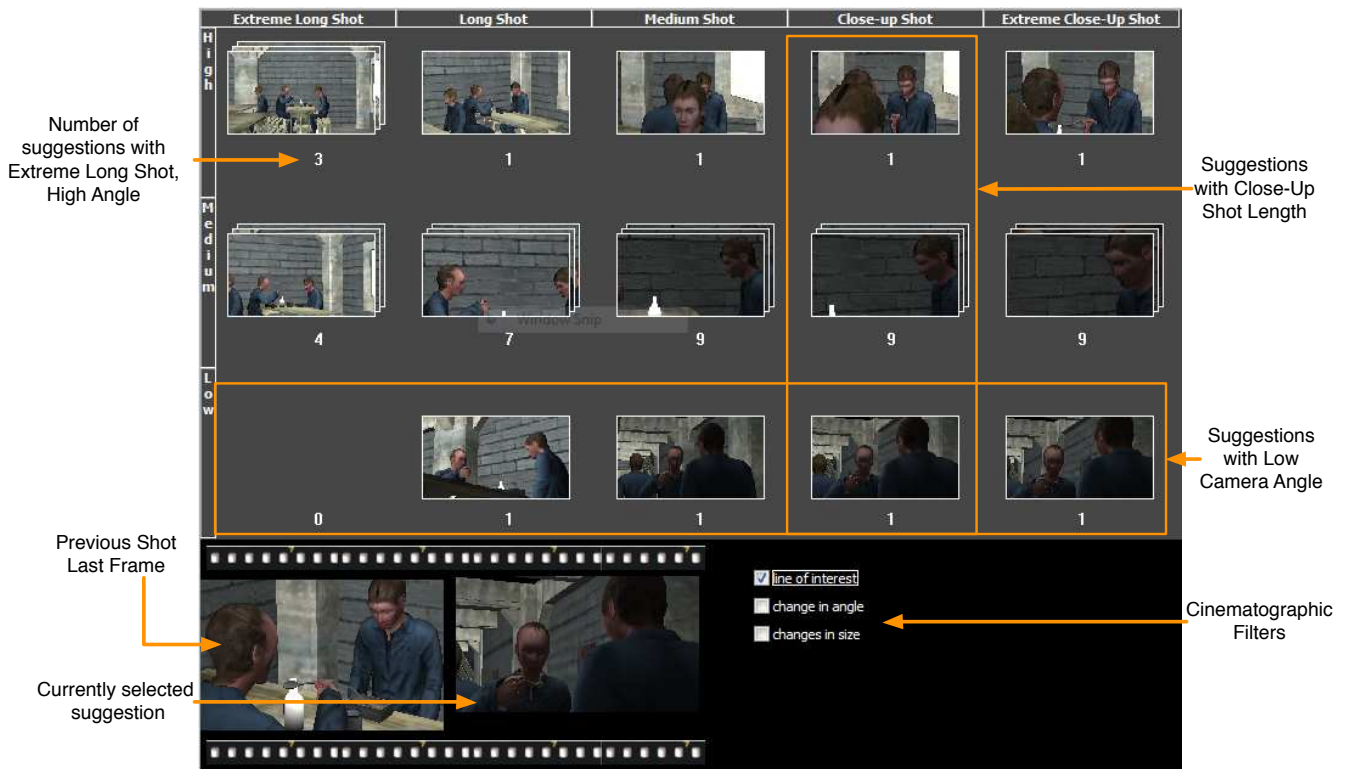 Extreme Long Shot
Long Shot
Medium Shot
Close-up Shot
Extreme Close-Up Shot
High
3
1
1
1
1
Number of
suggestions with
Extreme Long Shot,
High Angle
Suggestions
with Close-Up
Shot Length
Medium
Window Snip
4
7
9
9
9
Low
0
1
1
1
1
Suggestions
with Low
Camera Angle
Previous Shot
Last Frame
line of interest
change in angle
changes in size
Cinematographic
Filters
Currently selected
suggestion